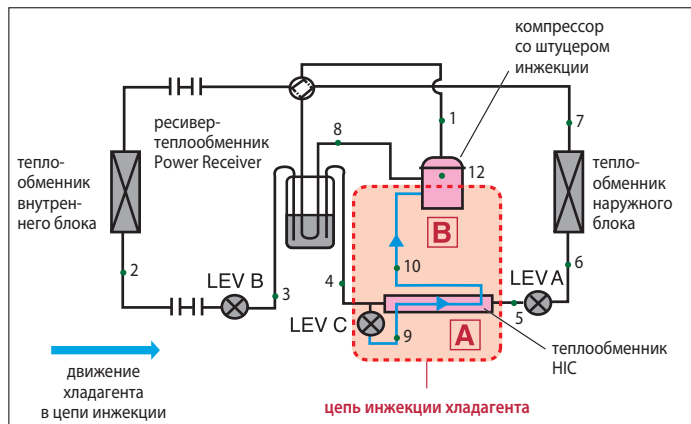 компрессор
со штуцером
инжекции
ресивер-
теплообменник
Power Receiver
8
1
7
12
тепло-
обменник
внутрен-
него блока
тепло-
обменник
наружного
блока
B
2
10
6
LEV B
3
4
LEV A
5
LEV C
9
A
теплообменник
HIC
движение
хладагента
в цепи инжекции
цепь инжекции хладагента